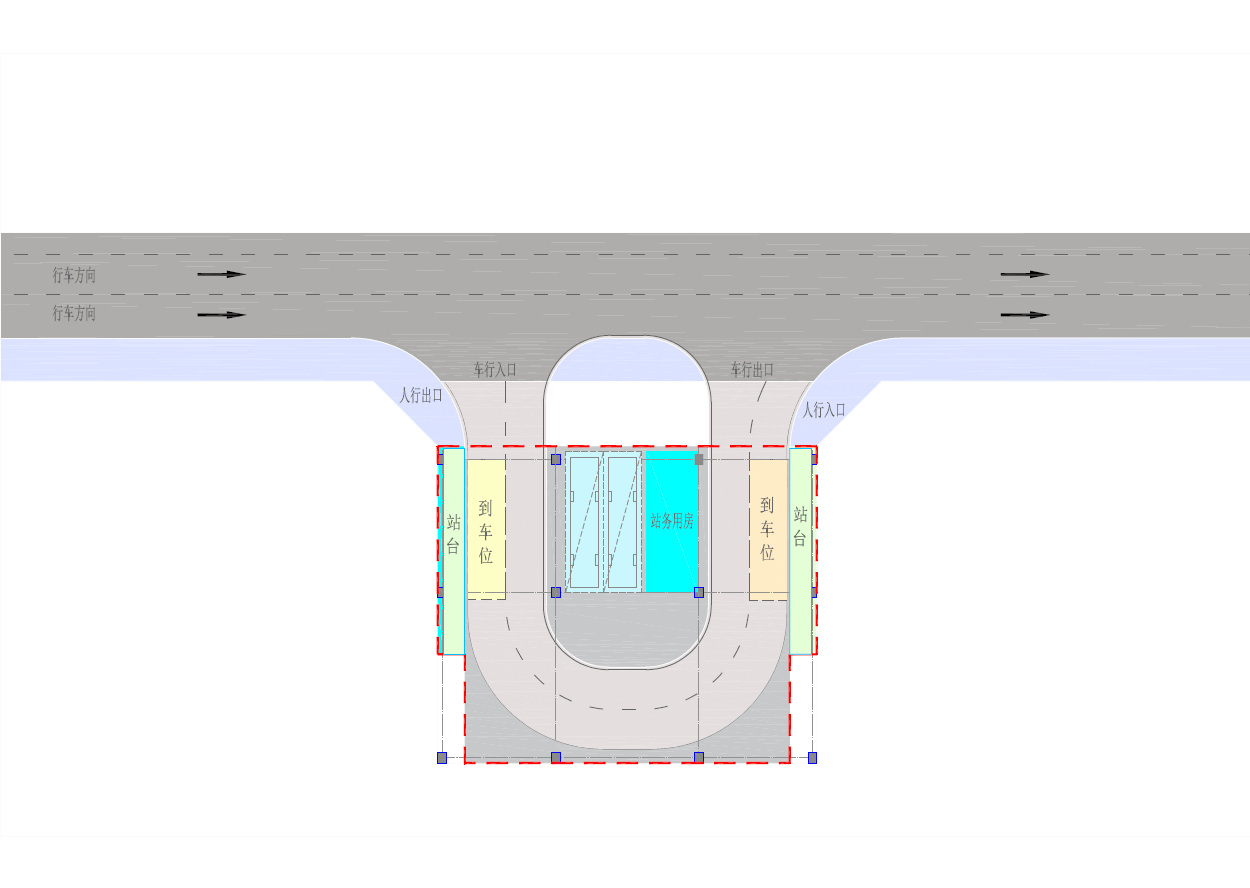 行车方向
行车方向
车行入口
车行出口
人行出口
人行入口
站台
到车位
站务用房
到车位
站台